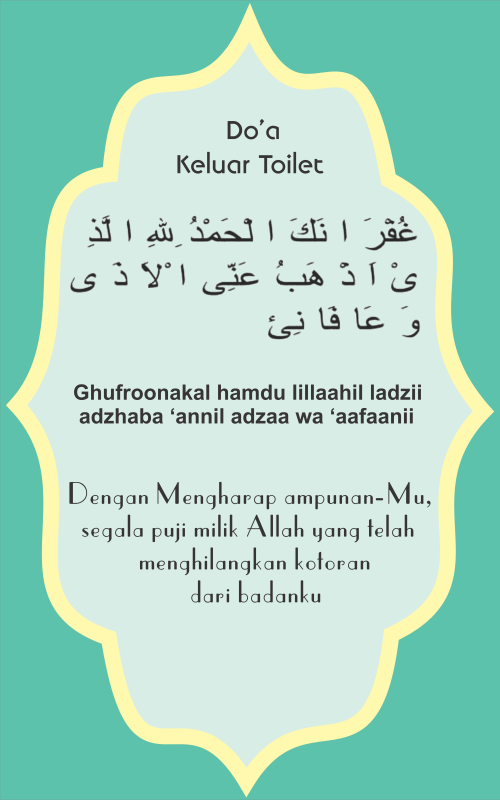 Do'a
Keluar Toilet
غُفْرَ ا نَكَ ا لْحَمْدُ لِلهِ ا لَّذِ
ىْ اَ ذْ هَبُ عَنِّى ا ْلاَ ذَ ى
وَ عَا فَا نِىْ
Ghufroonakal hamdu lillaahil ladzii
adzhaba ‘annil adzaa wa ‘aafaanii
Dengan Mengharap ampunan-Mu,
segala puji milik Allah yang telah
menghilangkan kotoran
dari badanku